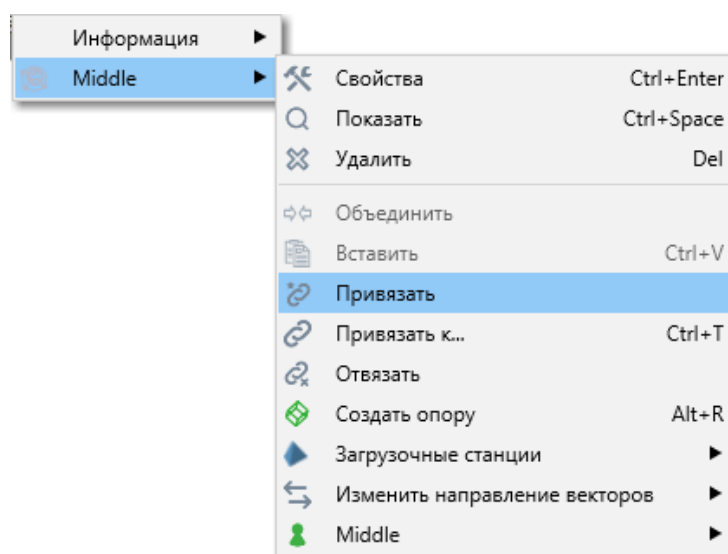 Информация
Middle
Свойства Ctrl+Enter
Показать Ctrl+Space
Удалить Del
Объединить
Вставить Ctrl+V
Привязать
Привязать к... Ctrl+T
Отвязать
Создать опору Alt+R
Загрузочные станции
Изменить направление векторов
Middle